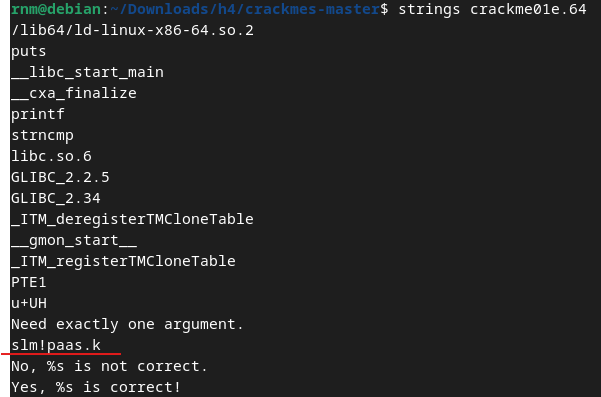 rnm@debian:~/Downloads/h4/crackmes-master$ strings crackme01e.64
/lib64/ld-linux-x86-64.so.2
puts
__libc_start_main
__cxa_finalize
printf
strncmp
libc.so.6
GLIBC_2.2.5
GLIBC_2.34
_ITM_deregisterTMCloneTable
__gmon_start__
_ITM_registerTMCloneTable
PTE1
u+UH
Need exactly one argument.
slm!paas.k
No, %s is not correct.
Yes, %s is correct!